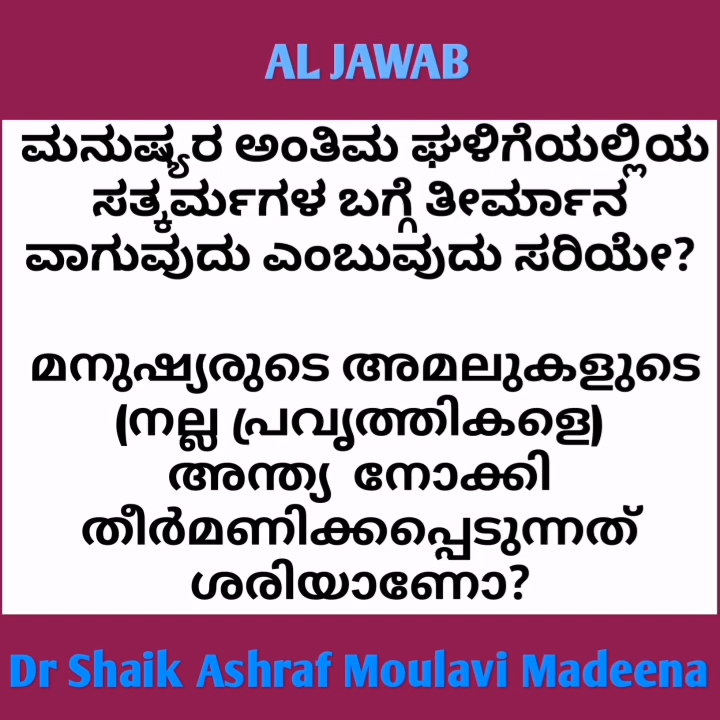 AL JAWAB
ಮನುಷ್ಯರ ಅಂತಿಮ ಘಳಿಗೆಯಲ್ಲಿಯ
ಸತ್ಕರ್ಮಗಳ ಬಗ್ಗೆ ತೀರ್ಮಾನ
ವಾಗುವುದು ಎಂಬುವುದು ಸರಿಯೇ?
മനുഷ്യരുടെ അമലുകളുടെ
(നല്ല പ്രവൃത്തികളെ)
അന്ത്യ നോക്കി
തീർമണിക്കപ്പെടുന്നത്
ശരിയാണോ?
Dr Shaik Ashraf Moulavi Madeena